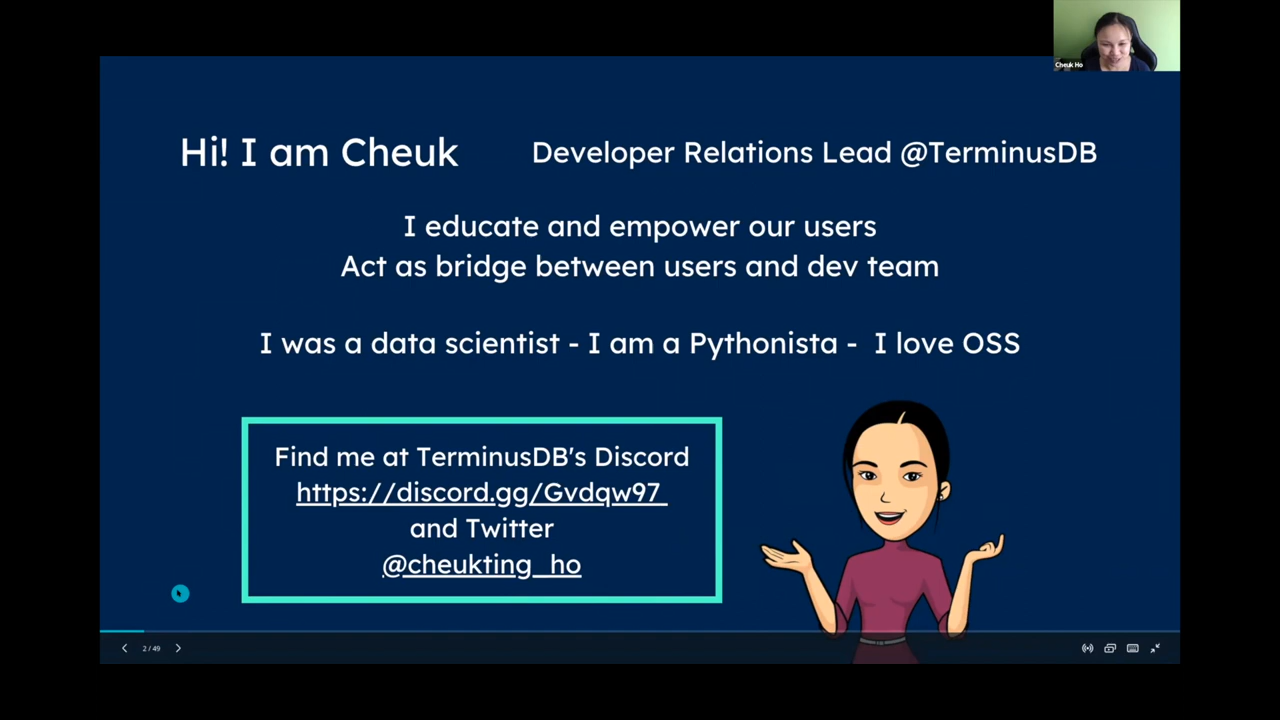 Cheuk Ho
Hi! I am Cheuk
Developer Relations Lead @TerminusDB
I educate and empower our users
Act as bridge between users and dev team
I was a data scientist - I am a Pythonista - I love OSS
Find me at TerminusDB's Discord
https://discord.gg/Gvdqw97
and Twitter
@cheukting_ho
2 / 49